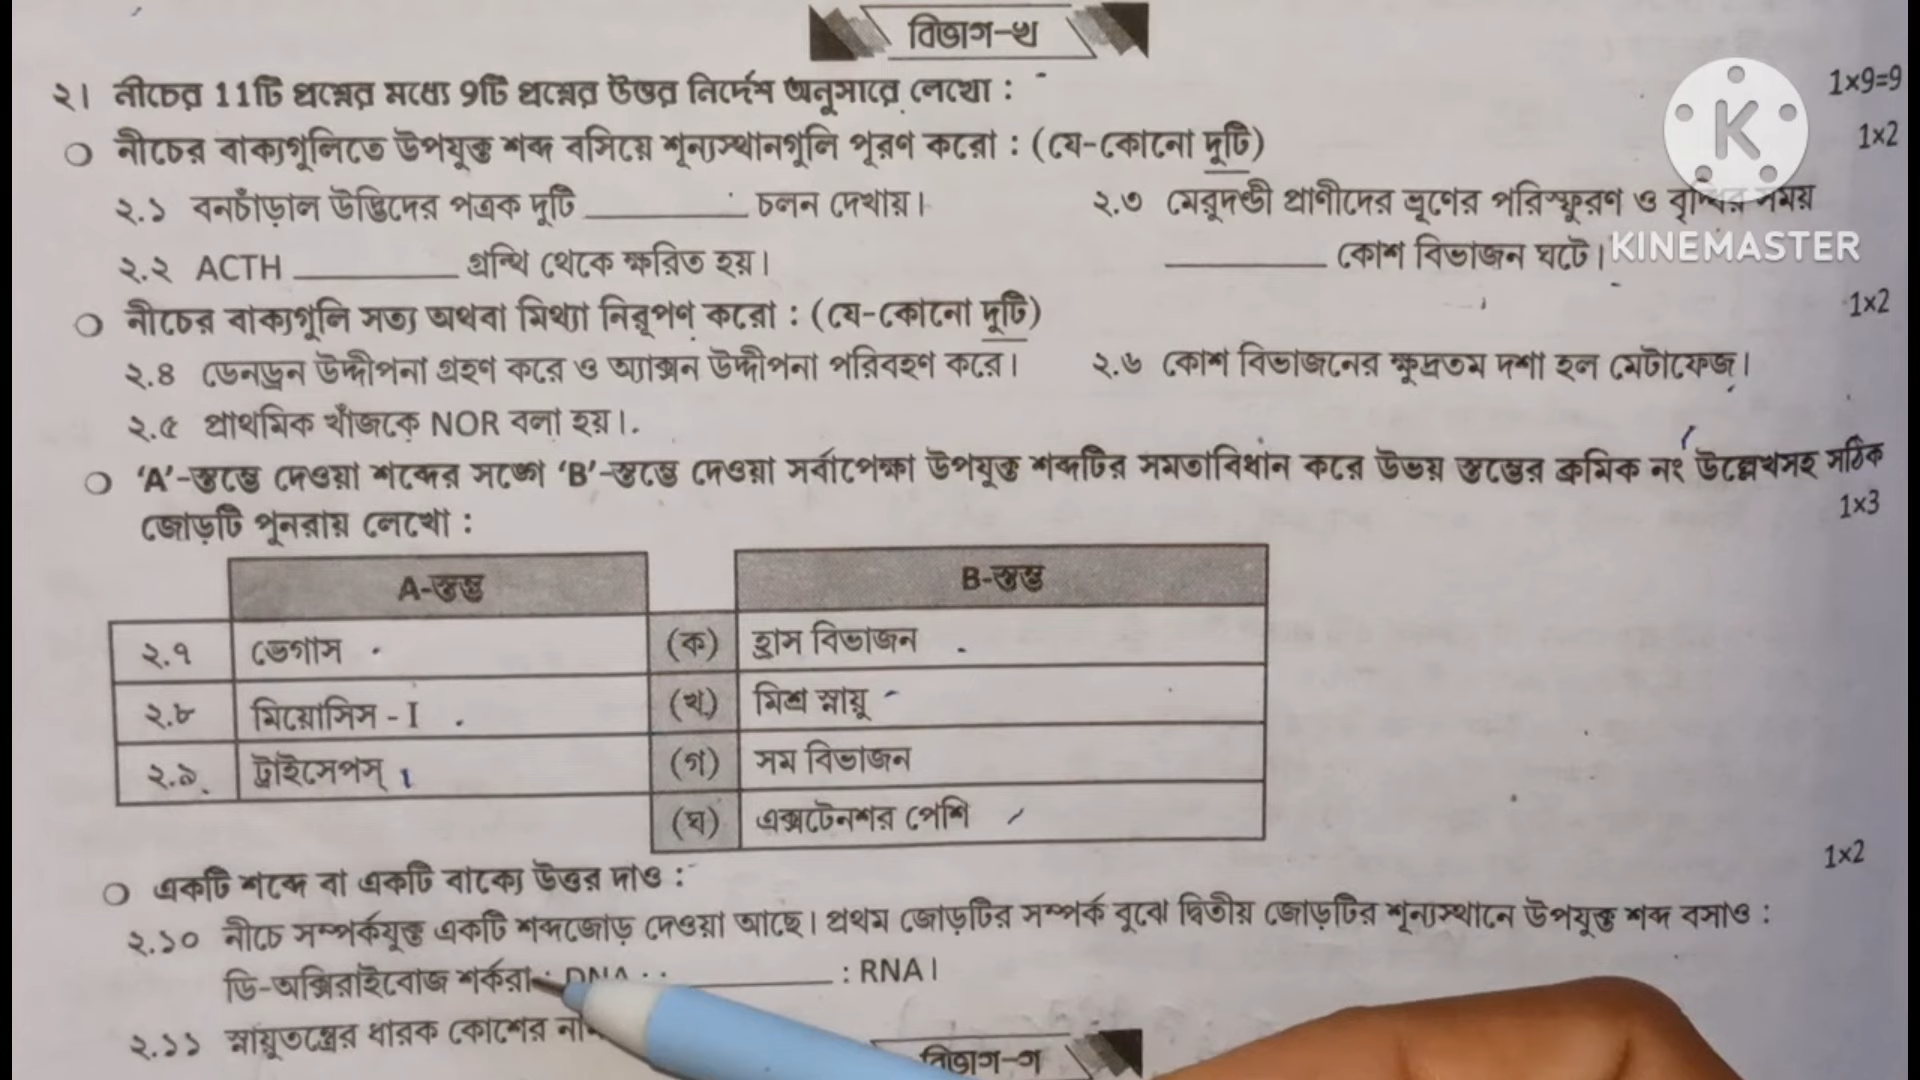 বিভাগ-খ
২। নীচের 11টি প্রশ্নের মধ্যে 9টি প্রশ্নের উত্তর নির্দেশ অনুসারে লেখো : 1×9=9
○ নীচের বাক্যগুলিতে উপযুক্ত শব্দ বসিয়ে শূন্যস্থানগুলি পূরণ করো : (যে-কোনো দুটি) 1×2
২.১ বনচাঁড়াল উদ্ভিদের পত্রক দুটি __________ চলন দেখায়।
২.২ ACTH __________ গ্রন্থি থেকে ক্ষরিত হয়।
২.৩ মেরুদণ্ডী প্রাণীদের ভ্রূণের পরিস্ফুরণ ও বৃদ্ধির সময়
__________ কোশ বিভাজন ঘটে।
KINEMASTER
○ নীচের বাক্যগুলি সত্য অথবা মিথ্যা নিরূপণ করো : (যে-কোনো দুটি) 1×2
২.৪ ডেনড্রন উদ্দীপনা গ্রহণ করে ও অ্যাক্সন উদ্দীপনা পরিবহণ করে।
২.৫ প্রাথমিক খাঁজকে NOR বলা হয়।
২.৬ কোশ বিভাজনের ক্ষুদ্রতম দশা হল মেটাফেজ।
○ ‘A’-স্তম্ভে দেওয়া শব্দের সঙ্গে ‘B’-স্তম্ভে দেওয়া সর্বাপেক্ষা উপযুক্ত শব্দটির সমতাবিধান করে উভয় স্তম্ভের ক্রমিক নং উল্লেখসহ সঠিক
জোড়টি পুনরায় লেখো : 1×3
A-স্তম্ভ B-স্তম্ভ
২.৭ ভেগাস (ক) হ্রাস বিভাজন
২.৮ মিয়োসিস - I (খ) মিশ্র স্নায়ু
২.৯ ট্রাইসেপস্ (গ) সম বিভাজন
(ঘ) এক্সটেনশর পেশি
○ একটি শব্দে বা একটি বাক্যে উত্তর দাও : 1×2
২.১০ নীচে সম্পর্কযুক্ত একটি শব্দজোড় দেওয়া আছে। প্রথম জোড়টির সম্পর্ক বুঝে দ্বিতীয় জোড়টির শূন্যস্থানে উপযুক্ত শব্দ বসাও :
ডি-অক্সিরাইবোজ শর্করা : DNA : : __________ : RNA।
২.১১ স্নায়ুতন্ত্রের ধারক কোশের
বিভাগ-গ